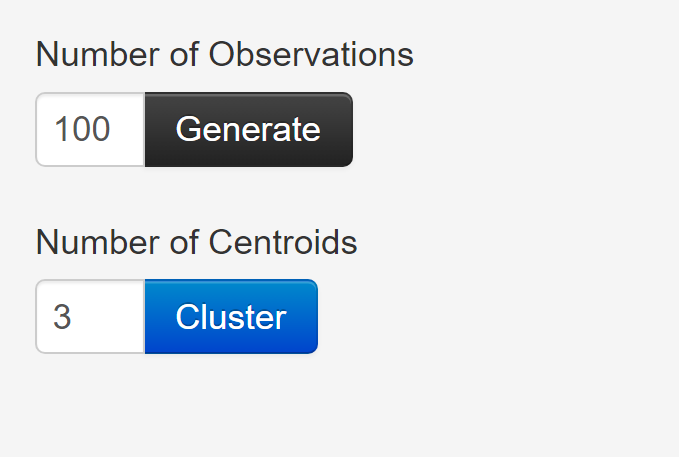 Number of Observations
100 Generate
Number of Centroids
3 Cluster